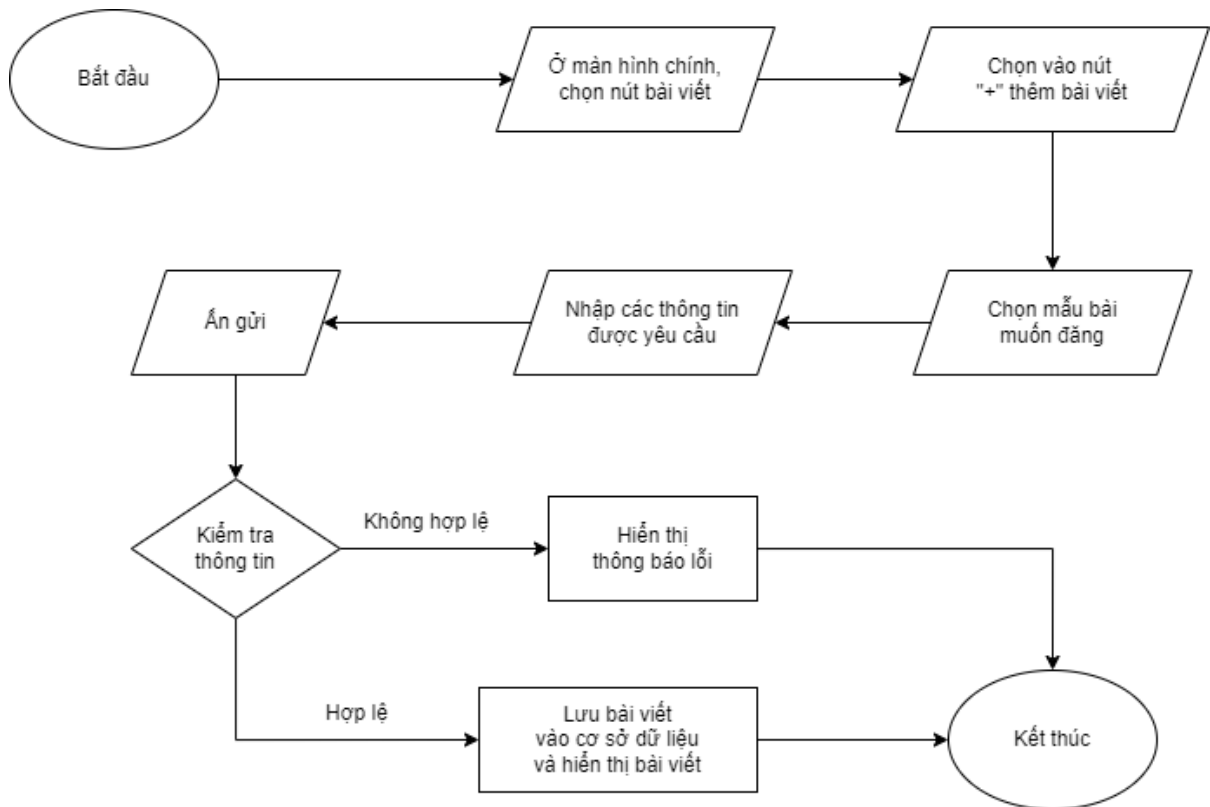 Bắt đầu
Ở màn hình chính,
chọn nút bài viết
Chọn vào nút
"+" thêm bài viết
Chọn mẫu bài
muốn đăng
Nhập các thông tin
được yêu cầu
Ấn gửi
Kiểm tra
thông tin
Không hợp lệ
Hiển thị
thông báo lỗi
Hợp lệ
Lưu bài viết
vào cơ sở dữ liệu
và hiển thị bài viết
Kết thúc